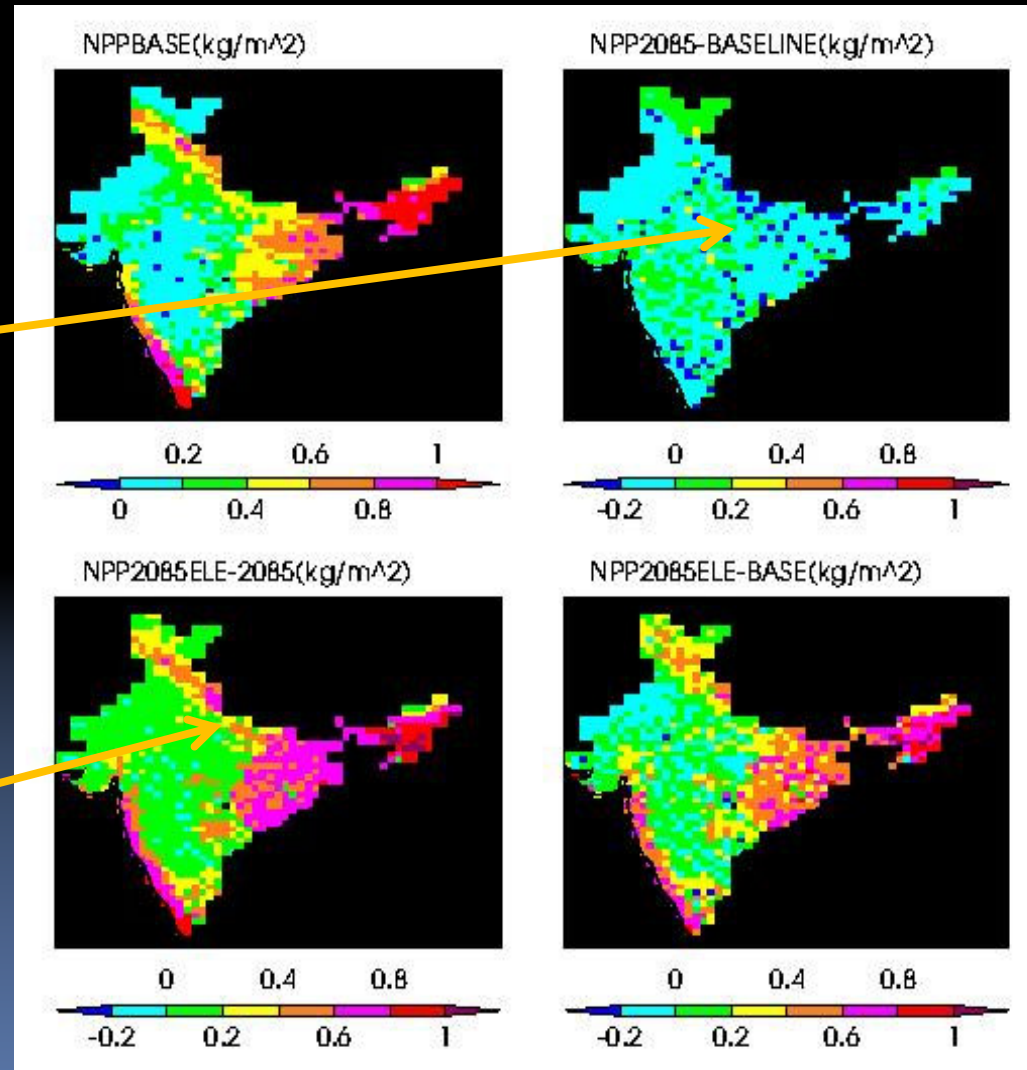 NPPBASE(kg/m^2)
NPP2085-BASELINE(kg/m^2)
0.2 0.6 1
0 0.4 0.8
0 0.4 0.8
-0.2 0.2 0.6 1
NPP2085ELE-2085(kg/m^2)
NPP2085ELE-BASE(kg/m^2)
0 0.4 0.8
-0.2 0.2 0.6 1
0 0.4 0.8
-0.2 0.2 0.6 1